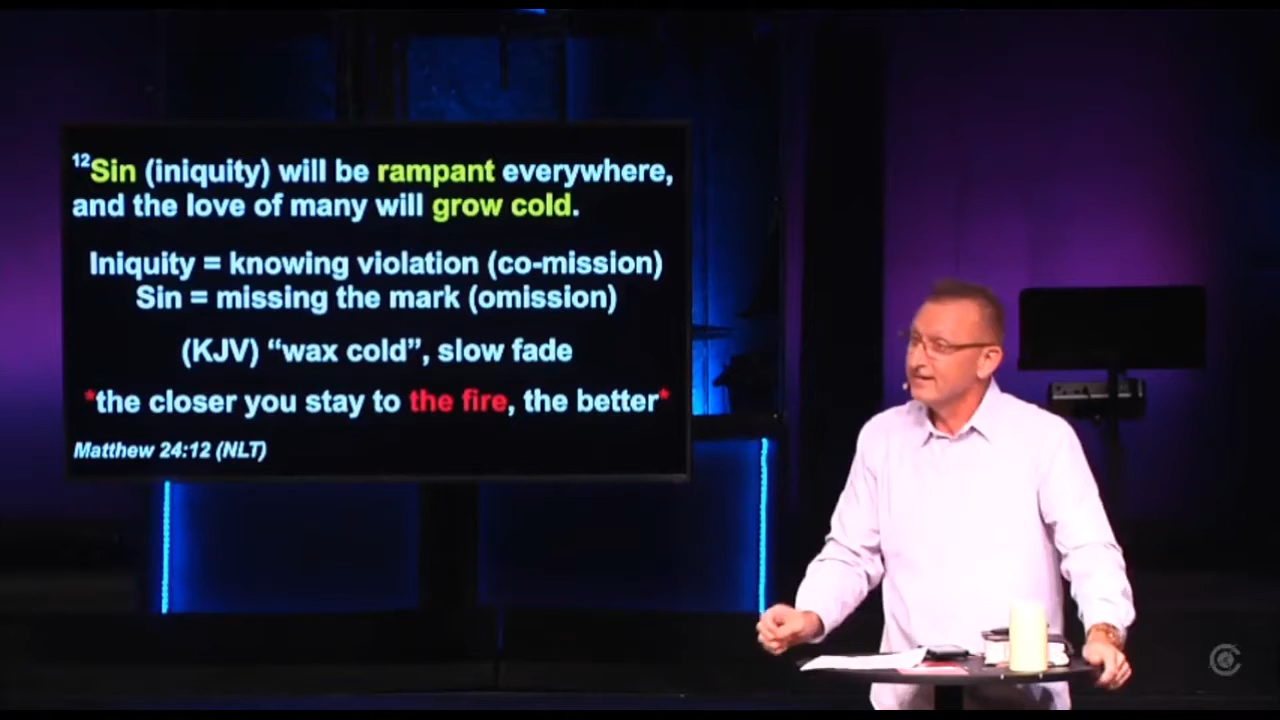 ¹²Sin (iniquity) will be rampant everywhere,
and the love of many will grow cold.
Iniquity = knowing violation (co-mission)
Sin = missing the mark (omission)
(KJV) “wax cold”, slow fade
*the closer you stay to the fire, the better*
Matthew 24:12 (NLT)